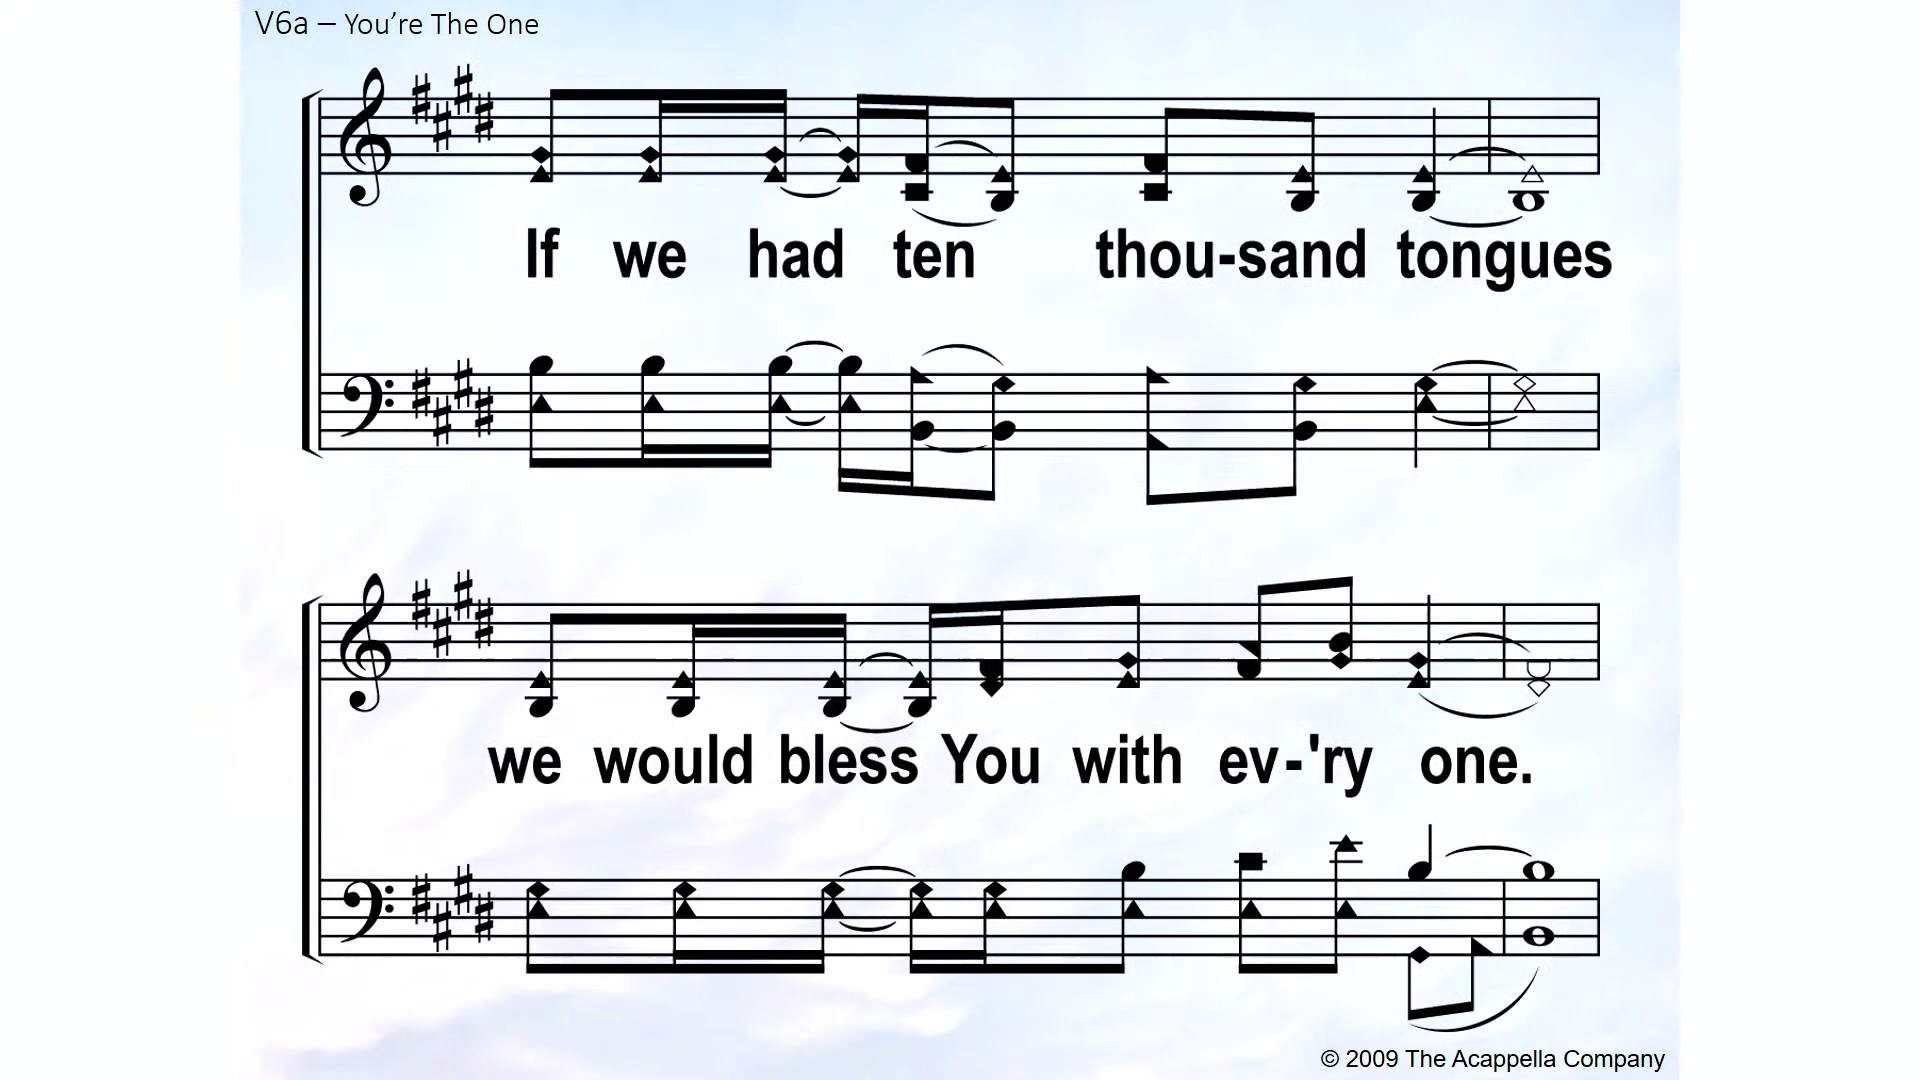 V6a – You’re The One
If we had ten thou-sand tongues
we would bless You with ev-'ry one.
© 2009 The Acappella Company